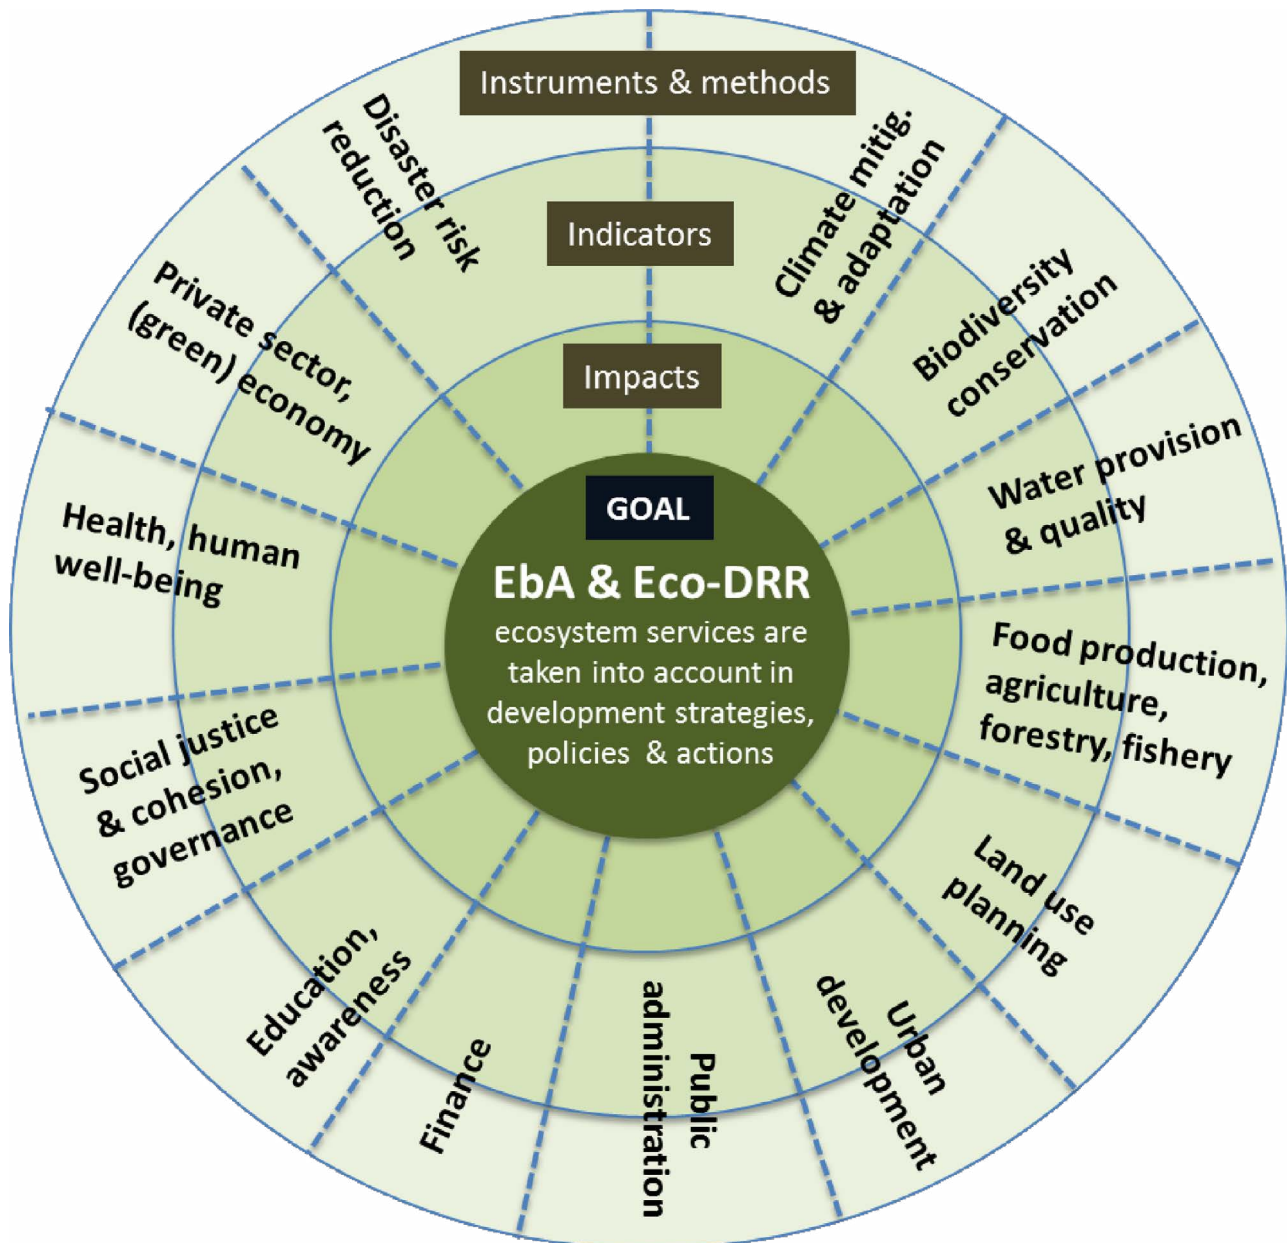 Instruments & methods
Indicators
Impacts
GOAL
EbA & Eco-DRR
ecosystem services are
taken into account in
development strategies,
policies & actions
Climate mitig.
& adaptation
Biodiversity
conservation
Water provision
& quality
Food production,
agriculture,
forestry, fishery
Land use
planning
Urban
development
Public
administration
Finance
Education,
awareness
Social justice
& cohesion,
governance
Health, human
well-being
Private sector,
(green) economy
Disaster risk
reduction